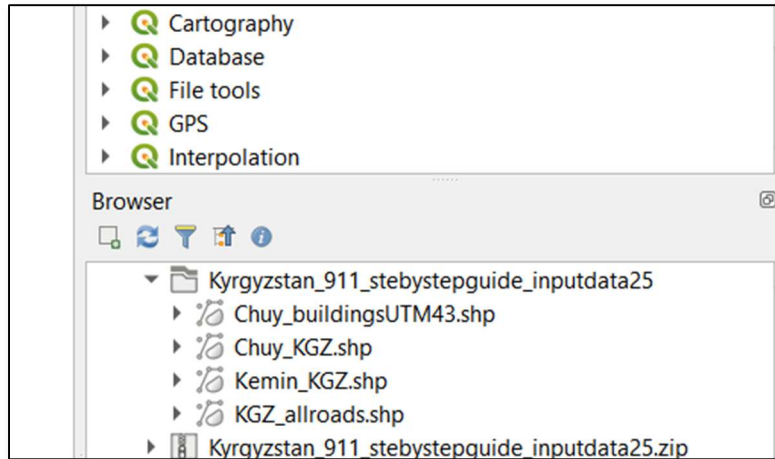 Cartography
Database
File tools
GPS
Interpolation
Browser
Kyrgyzstan_911_stebystepguide_inputdata25
Chuy_buildingsUTM43.shp
Chuy_KGZ.shp
Kemin_KGZ.shp
KGZ_allroads.shp
Kyrgyzstan_911_stebystepguide_inputdata25.zip